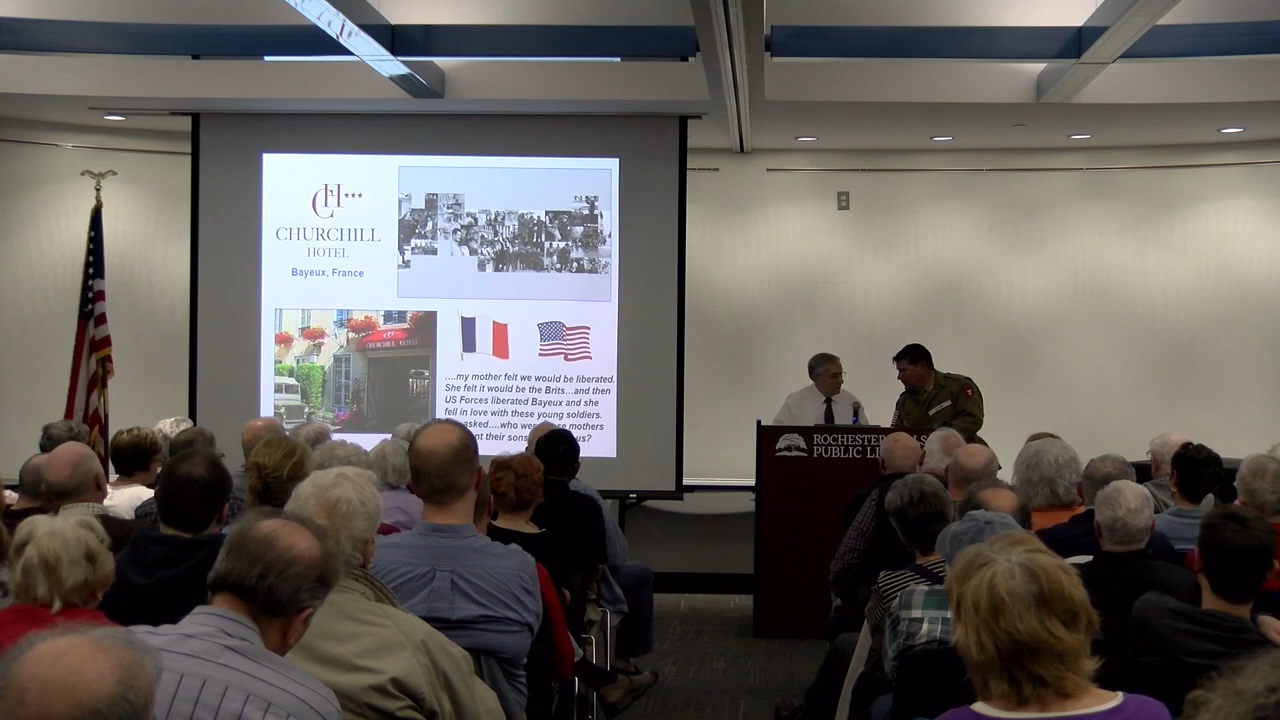 CH***
CHURCHILL
HOTEL
Bayeux, France
CHURCHILL HOTEL
....my mother felt we would be liberated.
She felt it would be the Brits...and then
US Forces liberated Bayeux and she
fell in love with these young soldiers.
asked....who were mothers
their sons us?
ROCHESTER
PUBLIC